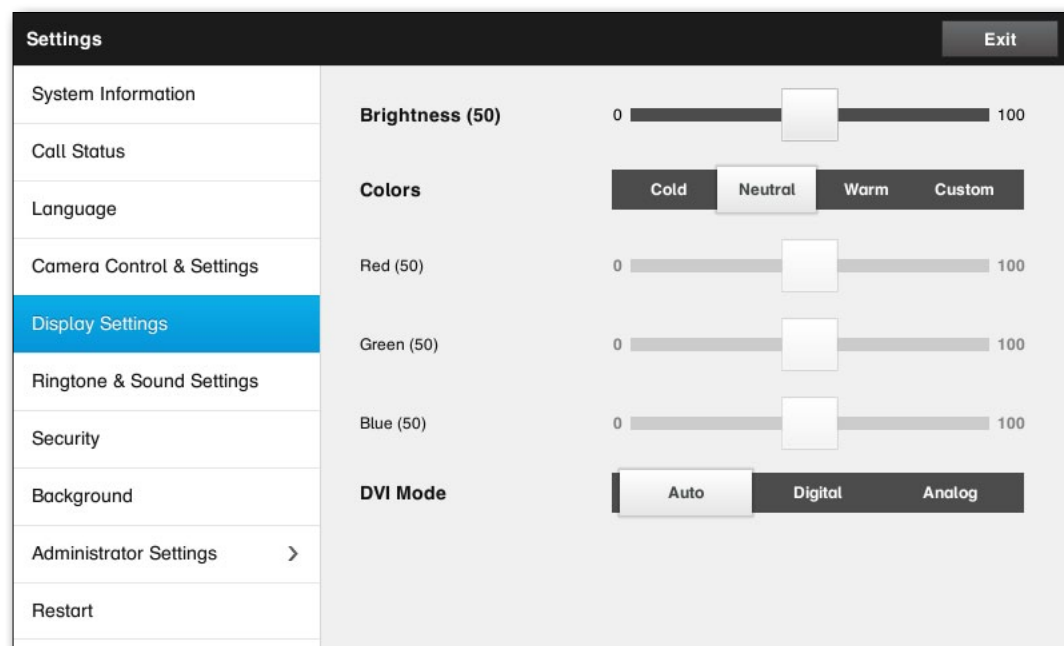 Settings
Exit
System Information
Call Status
Language
Camera Control & Settings
Display Settings
Ringtone & Sound Settings
Security
Background
Administrator Settings
Restart
Brightness (50) 0 100
Colors Cold Neutral Warm Custom
Red (50) 0 100
Green (50) 0 100
Blue (50) 0 100
DVI Mode Auto Digital Analog